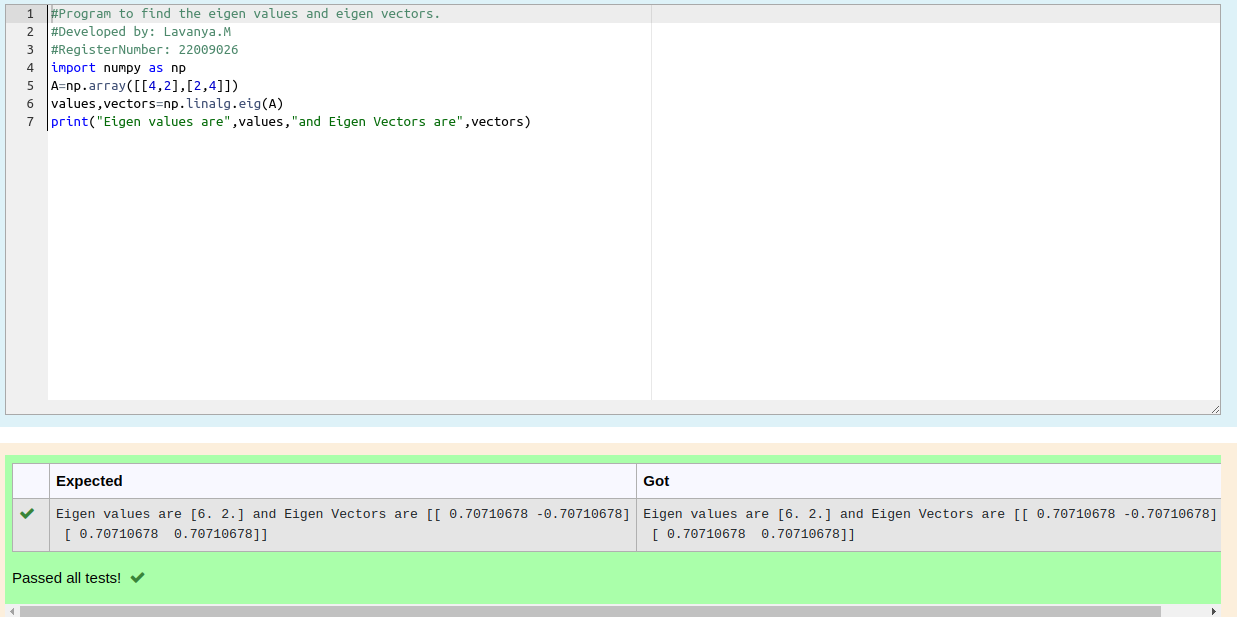 1 #Program to find the eigen values and eigen vectors.
2 #Developed by: Lavanya.M
3 #RegisterNumber: 22009026
4 import numpy as np
5 A=np.array([[4,2],[2,4]])
6 values,vectors=np.linalg.eig(A)
7 print("Eigen values are",values,"and Eigen Vectors are",vectors)
Expected Got
Eigen values are [6. 2.] and Eigen Vectors are [[ 0.70710678 -0.70710678] Eigen values are [6. 2.] and Eigen Vectors are [[ 0.70710678 -0.70710678]
[ 0.70710678  0.70710678]] [ 0.70710678  0.70710678]]
Passed all tests!